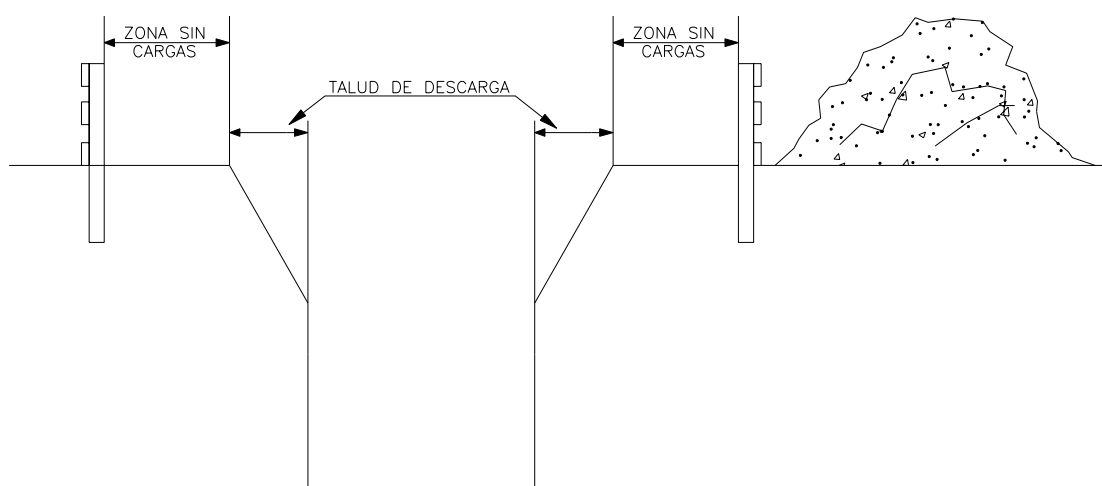 ZONA SIN
CARGAS
ZONA SIN
CARGAS
TALUD DE DESCARGA